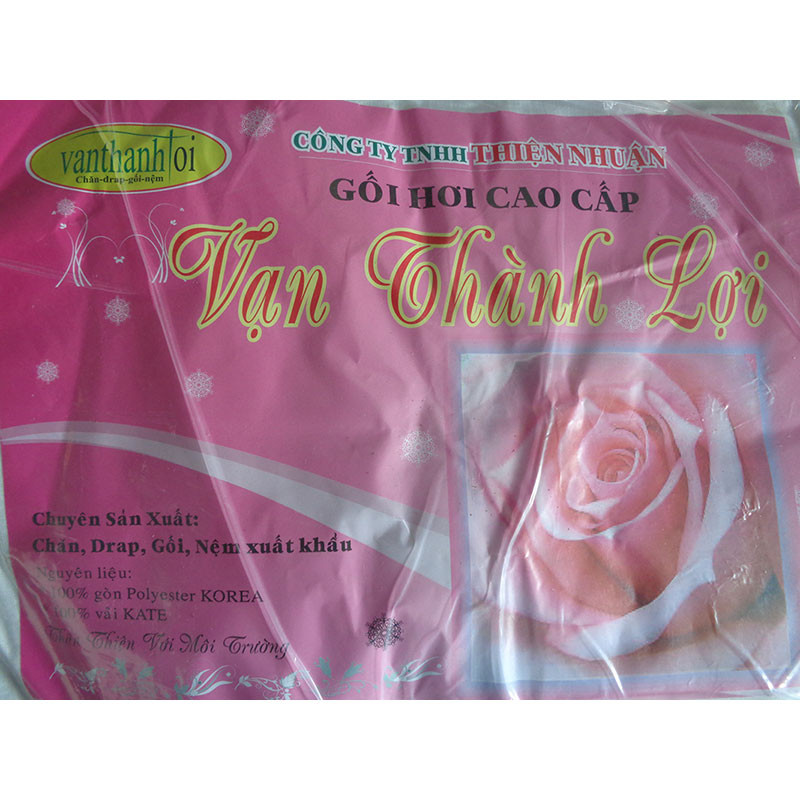 vanthanhloi
Chăn-drap-gối-nệm
CÔNG TY TNHH THIỆN NHUẬN
GỐI HƠI CAO CẤP
Vạn Thành Lợi
Chuyên Sản Xuất:
Chăn, Drap, Gối, Nệm xuất khẩu
Nguyên liệu:
100% gòn Polyester KOREA
100% vải KATE
Thân Thiện Với Môi Trường